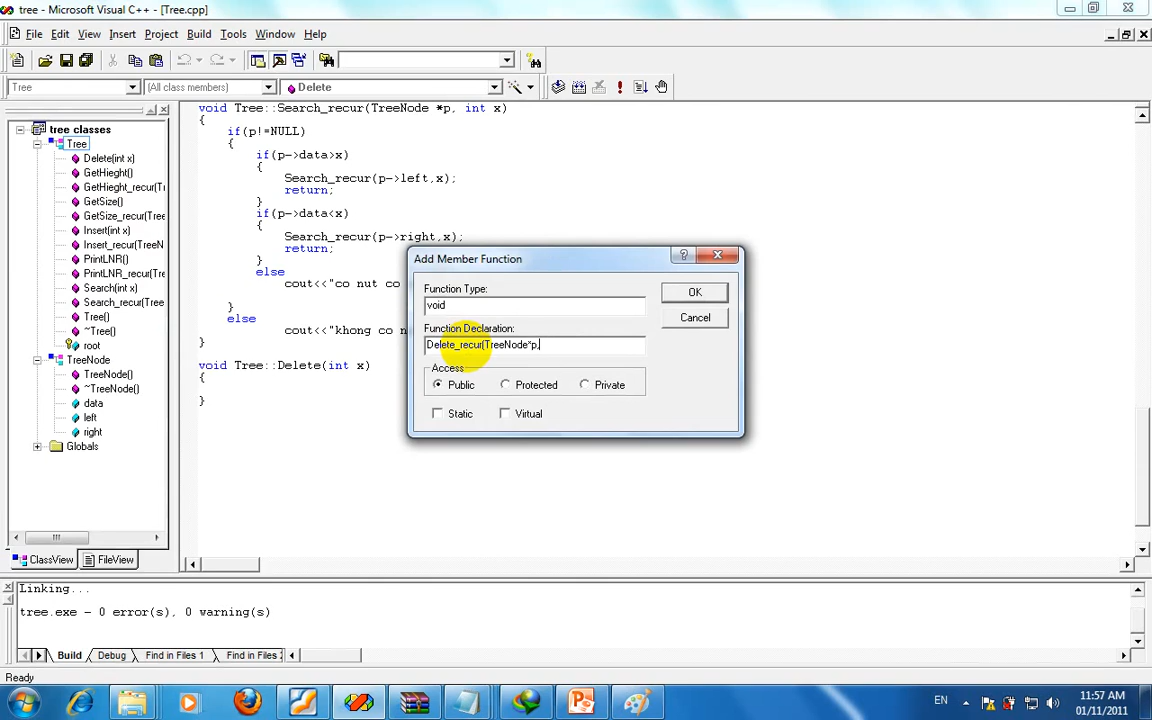 tree - Microsoft Visual C++ - [Tree.cpp]
File Edit View Insert Project Build Tools Window Help
Tree (All class members) Delete
tree classes
Tree
Delete(int x)
GetHieght()
GetHieght_recur(Tr
GetSize()
GetSize_recur(Tree
Insert(int x)
Insert_recur(TreeN
PrintLNR()
PrintLNR_recur(Tre
Search(int x)
Search_recur(Tree
Tree()
~Tree()
root
TreeNode
TreeNode()
~TreeNode()
data
left
right
Globals
ClassView FileView
void Tree::Search_recur(TreeNode *p, int x)
{
if(p!=NULL)
{
if(p->data>x)
{
Search_recur(p->left,x);
return;
}
if(p->data<x)
{
Search_recur(p->right,x);
return;
}
else
cout<<"co nut co
}
else
cout<<"khong co n
}
void Tree::Delete(int x)
{
}
Add Member Function
Function Type:
void
Function Declaration:
Delete_recur(TreeNode*p,
Access
Public Protected Private
Static Virtual
OK
Cancel
Linking...
tree.exe - 0 error(s), 0 warning(s)
Build Debug Find in Files 1 Find in Files 2
Ready
EN 11:57 AM
01/11/2011